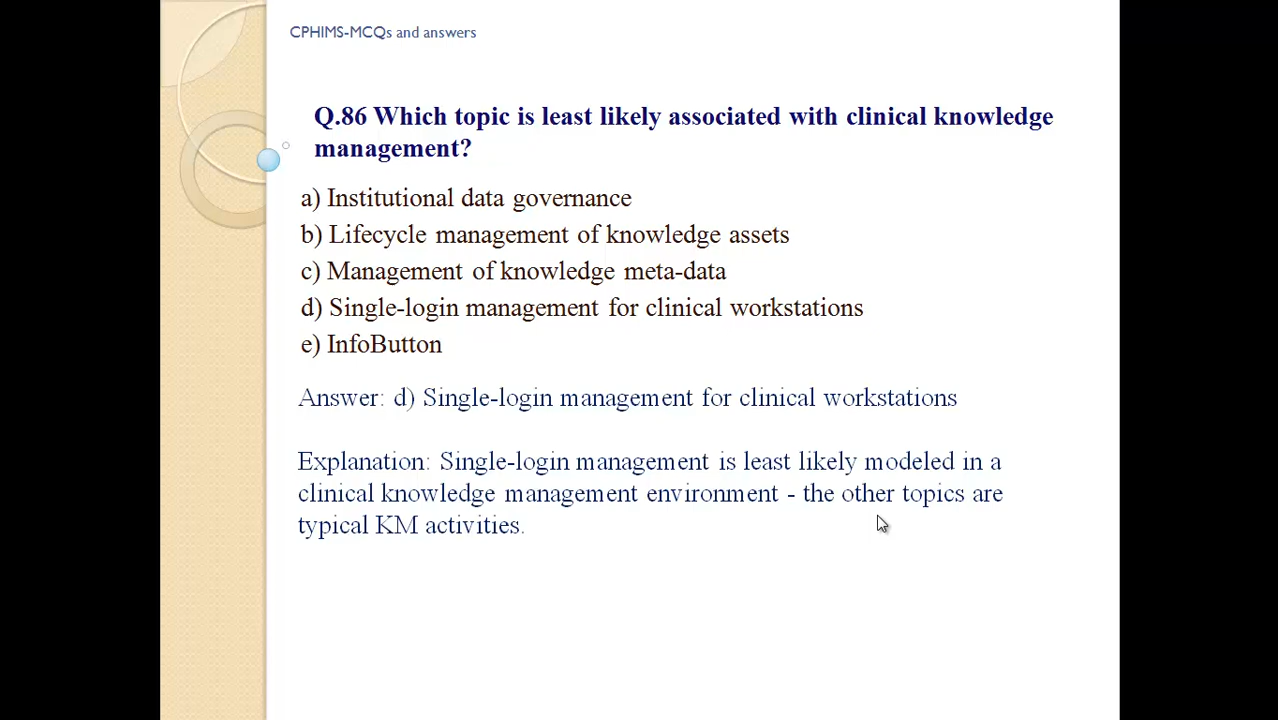 CPHIMS-MCQs and answers
Q.86 Which topic is least likely associated with clinical knowledge
management?
a) Institutional data governance
b) Lifecycle management of knowledge assets
c) Management of knowledge meta-data
d) Single-login management for clinical workstations
e) InfoButton
Answer: d) Single-login management for clinical workstations
Explanation: Single-login management is least likely modeled in a
clinical knowledge management environment - the other topics are
typical KM activities.